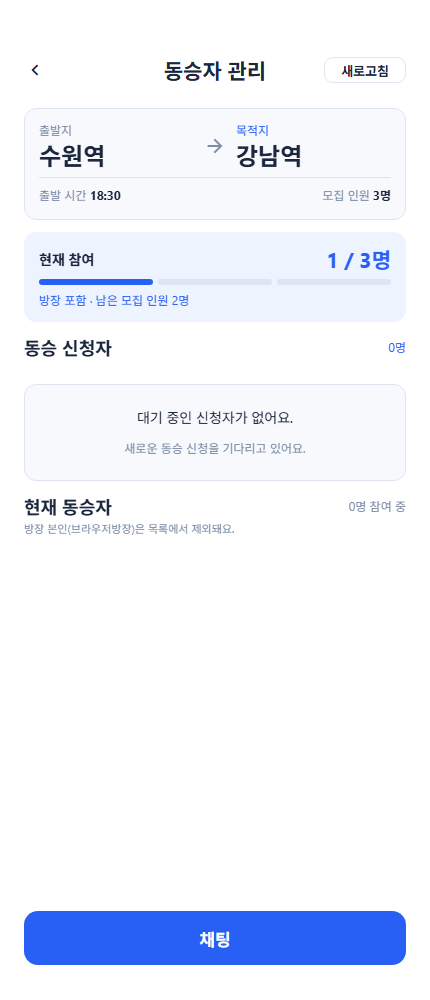 동승자 관리
새로고침
출발지
목적지
수원역
강남역
출발 시간 18:30
모집 인원 3명
현재 참여
1 / 3명
방장 포함 · 남은 모집 인원 2명
동승 신청자
0명
대기 중인 신청자가 없어요.
새로운 동승 신청을 기다리고 있어요.
현재 동승자
0명 참여 중
방장 본인(브라우저방장)은 목록에서 제외돼요.
채팅